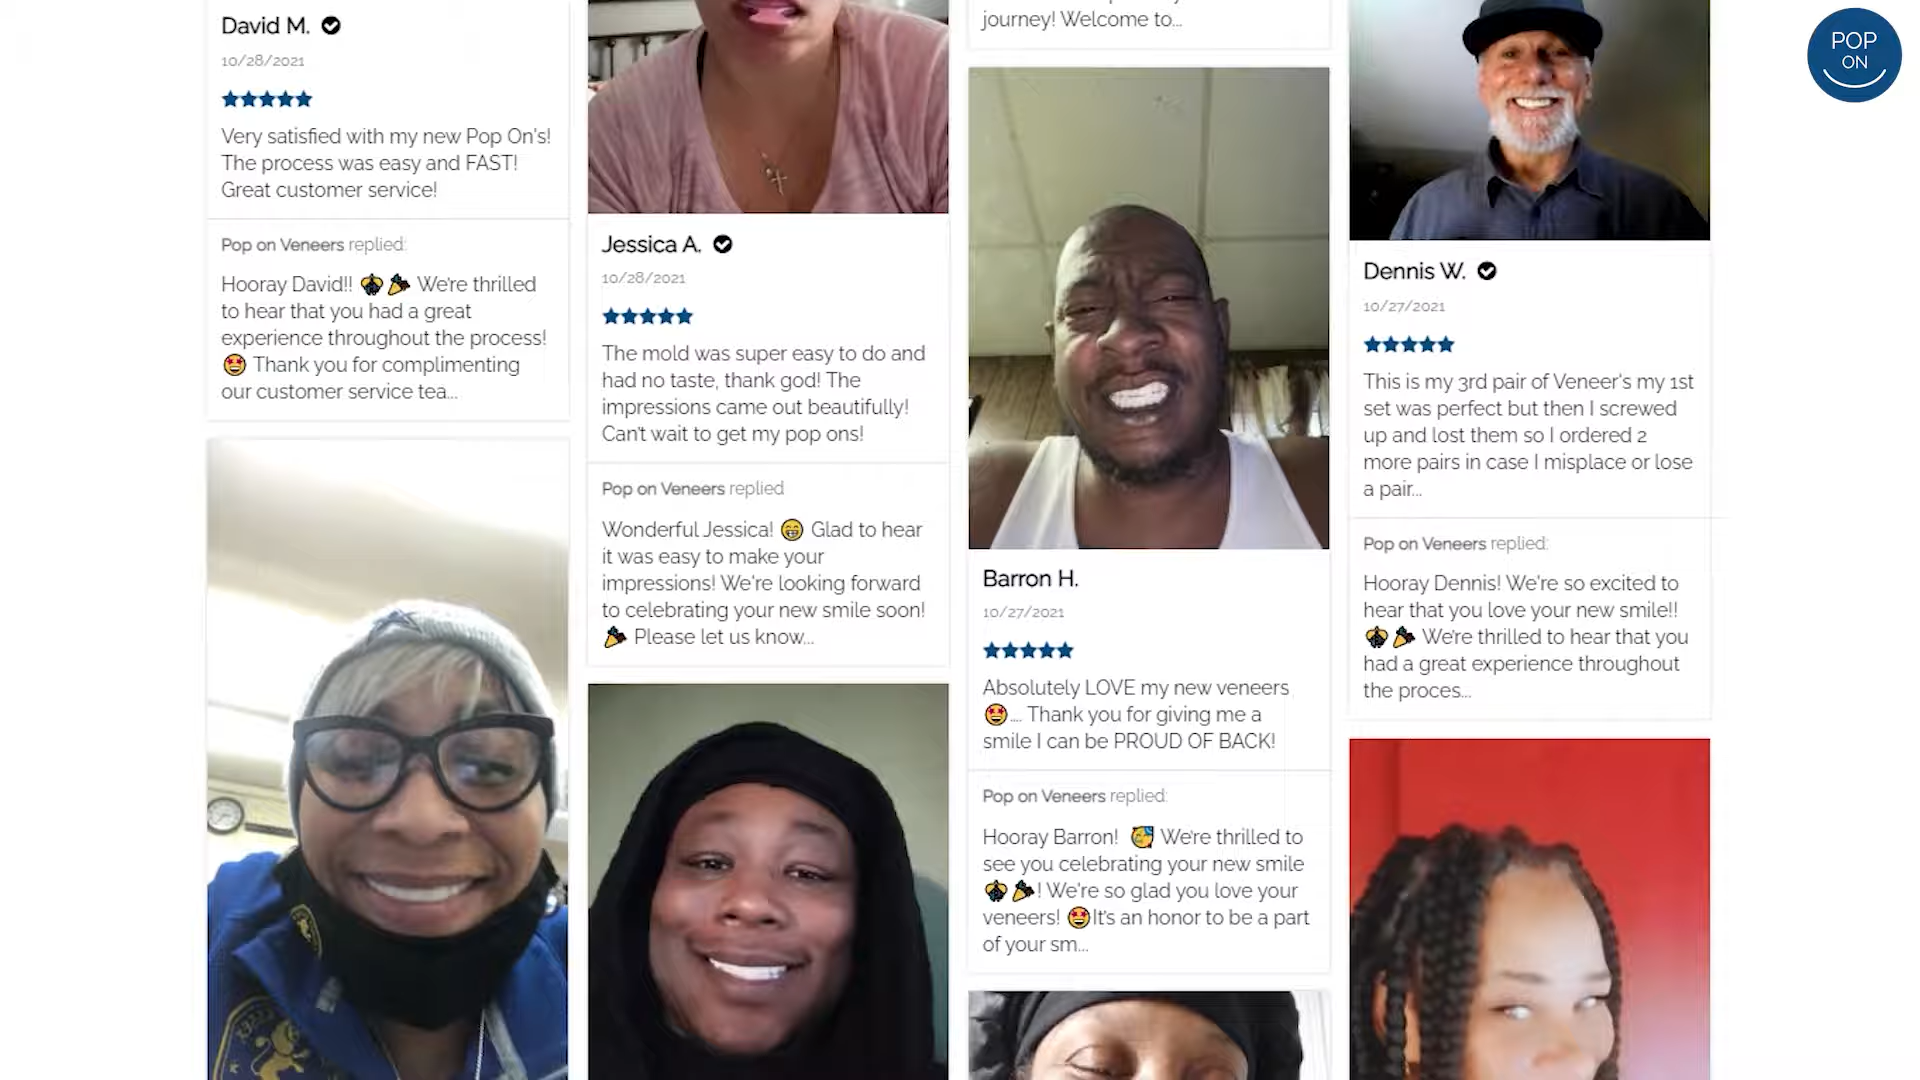 David M.
10/28/2021
Very satisfied with my new Pop On's!
The process was easy and FAST!
Great customer service!
Pop on Veneers replied:
Hooray David!! We're thrilled
to hear that you had a great
experience throughout the process!
Thank you for complimenting
our customer service tea...
Jessica A.
10/28/2021
The mold was super easy to do and
had no taste, thank god! The
impressions came out beautifully!
Can't wait to get my pop ons!
Pop on Veneers replied
Wonderful Jessica! Glad to hear
it was easy to make your
impressions! We're looking forward
to celebrating your new smile soon!
Please let us know...
journey! Welcome to...
Barron H.
10/27/2021
Absolutely LOVE my new veneers
.... Thank you for giving me a
smile I can be PROUD OF BACK!
Pop on Veneers replied:
Hooray Barron! We're thrilled to
see you celebrating your new smile
! We're so glad you love your
veneers! It's an honor to be a part
of your sm...
Dennis W.
10/27/2021
This is my 3rd pair of Veneer's my 1st
set was perfect but then I screwed
up and lost them so I ordered 2
more pairs in case I misplace or lose
a pair...
Pop on Veneers replied:
Hooray Dennis! We're so excited to
hear that you love your new smile!!
We're thrilled to hear that you
had a great experience throughout
the proces...
POP
ON